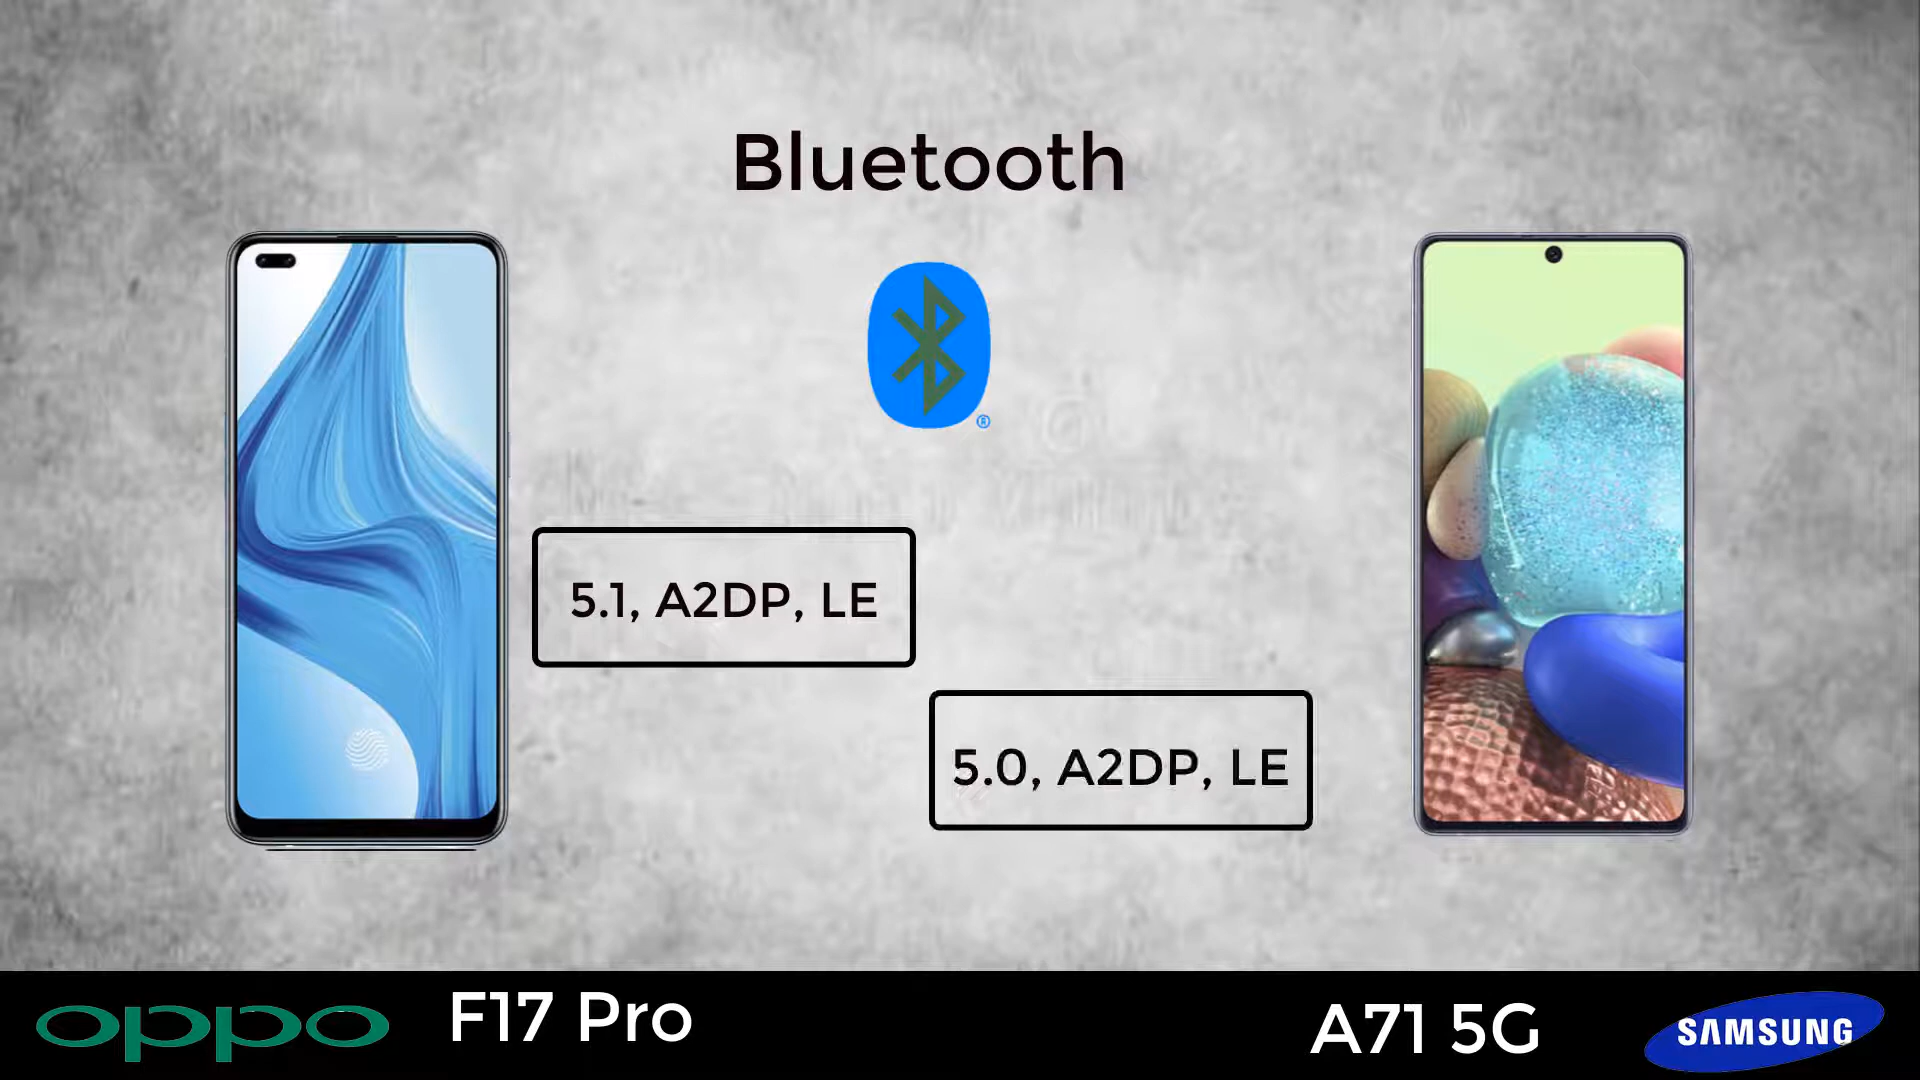 Bluetooth
®
5.1, A2DP, LE
5.0, A2DP, LE
oppo F17 Pro
A71 5G SAMSUNG